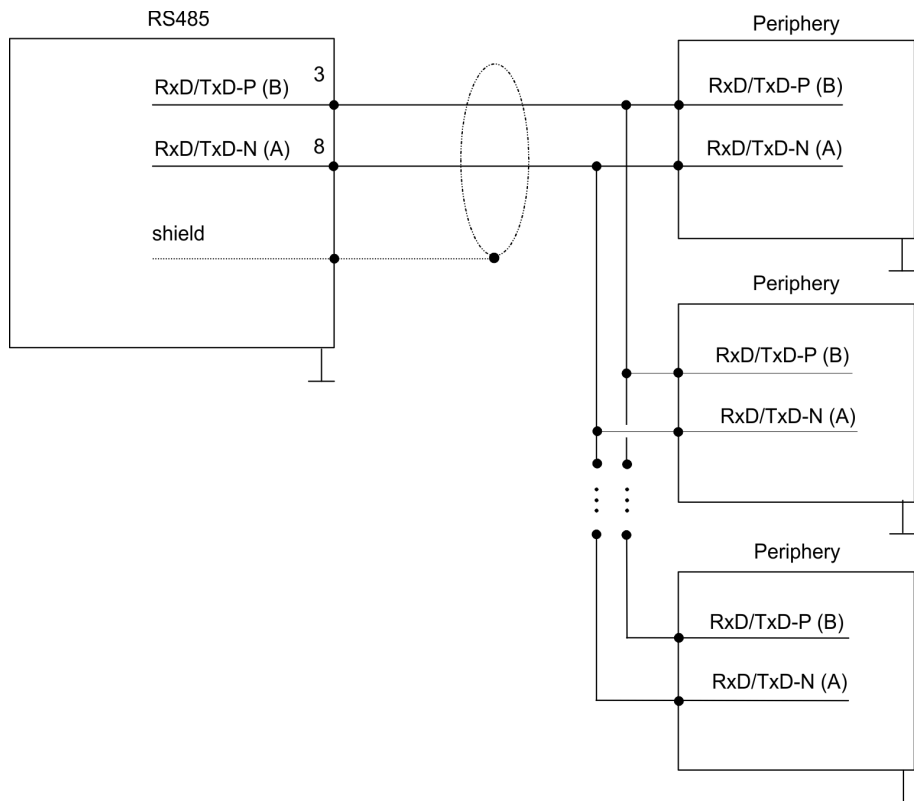 RS485
RxD/TxD-P (B)
3
RxD/TxD-N (A)
8
shield
Periphery
RxD/TxD-P (B)
RxD/TxD-N (A)
Periphery
RxD/TxD-P (B)
RxD/TxD-N (A)
Periphery
RxD/TxD-P (B)
RxD/TxD-N (A)